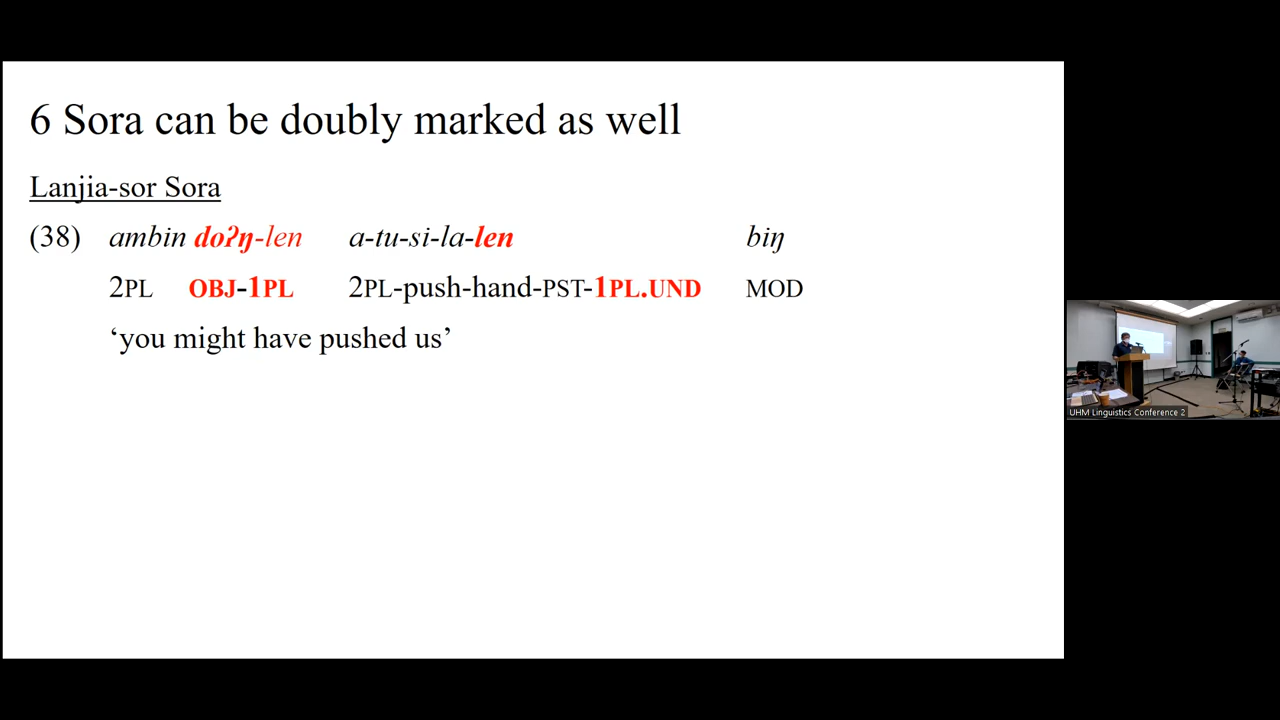 6 Sora can be doubly marked as well
Lanjia-sor Sora
(38) ambin doʔŋ-len a-tu-si-la-len biŋ
2PL OBJ-1PL 2PL-push-hand-PST-1PL.UND MOD
‘you might have pushed us’
UHM Linguistics Conference 2